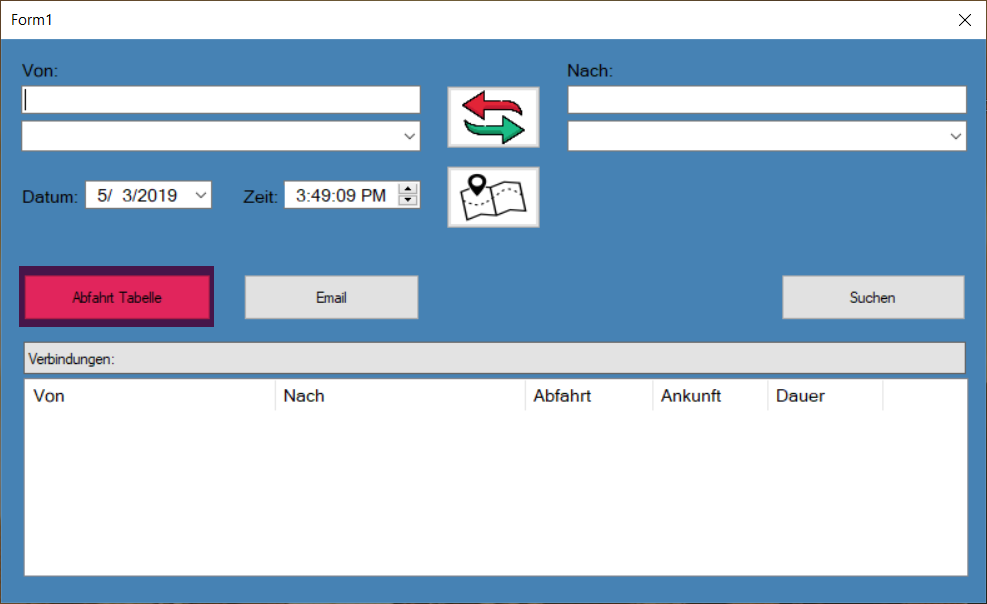 Form1
Von:
Nach:
Datum: 5/ 3/2019 Zeit: 3:49:09 PM
Abfahrt Tabelle Email Suchen
Verbindungen:
Von Nach Abfahrt Ankunft Dauer